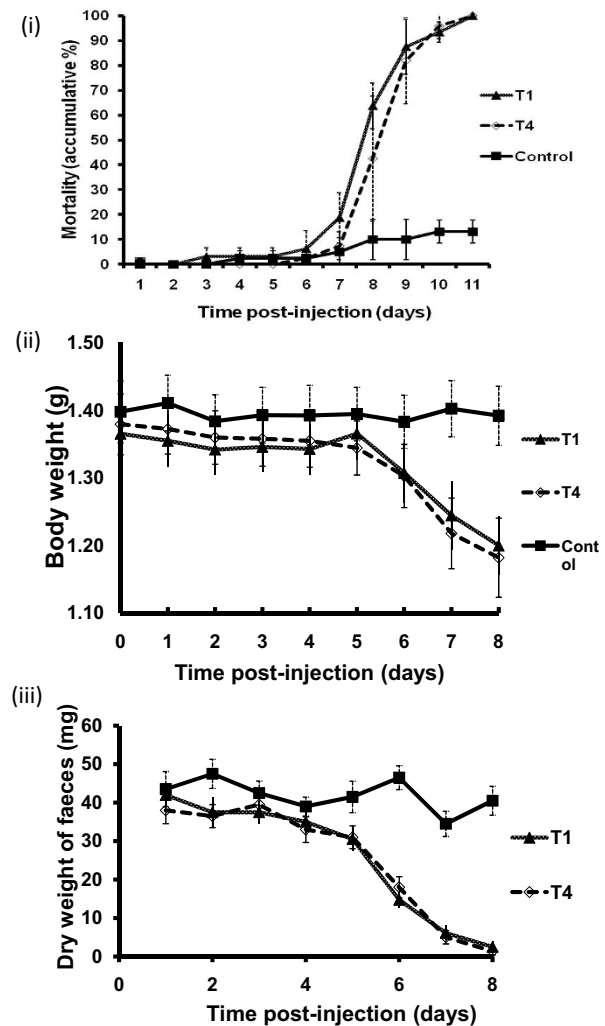 (i)
Mortality (accumulative %)
100
90
80
70
60
50
40
30
20
10
0
1 2 3 4 5 6 7 8 9 10 11
Time post-injection (days)
T1
T4
Control
(ii)
Body weight (g)
1.50
1.40
1.30
1.20
1.10
0 1 2 3 4 5 6 7 8
Time post-injection (days)
T1
T4
Cont
ol
(iii)
Dry weight of faeces (mg)
60
50
40
30
20
10
0
0 2 4 6 8
Time post-injection (days)
T1
T4